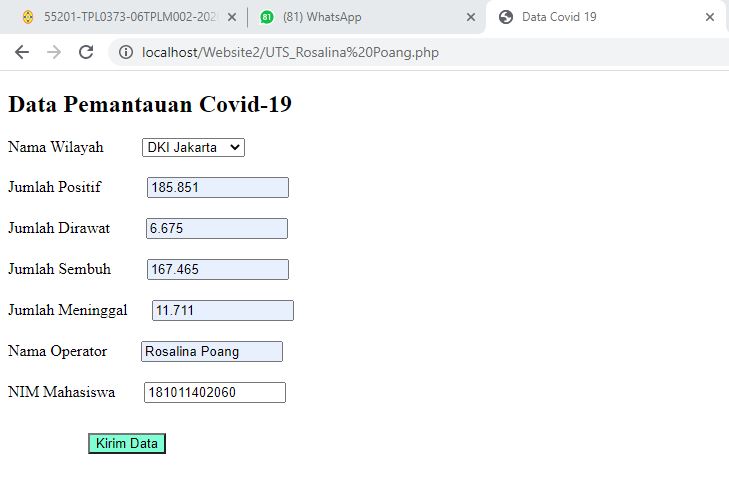 55201-TPL0373-06TPLM002-202
(81) WhatsApp
Data Covid 19
localhost/Website2/UTS_Rosalina%20Poang.php
Data Pemantauan Covid-19
Nama Wilayah DKI Jakarta
Jumlah Positif 185.851
Jumlah Dirawat 6.675
Jumlah Sembuh 167.465
Jumlah Meninggal 11.711
Nama Operator Rosalina Poang
NIM Mahasiswa 181011402060
Kirim Data